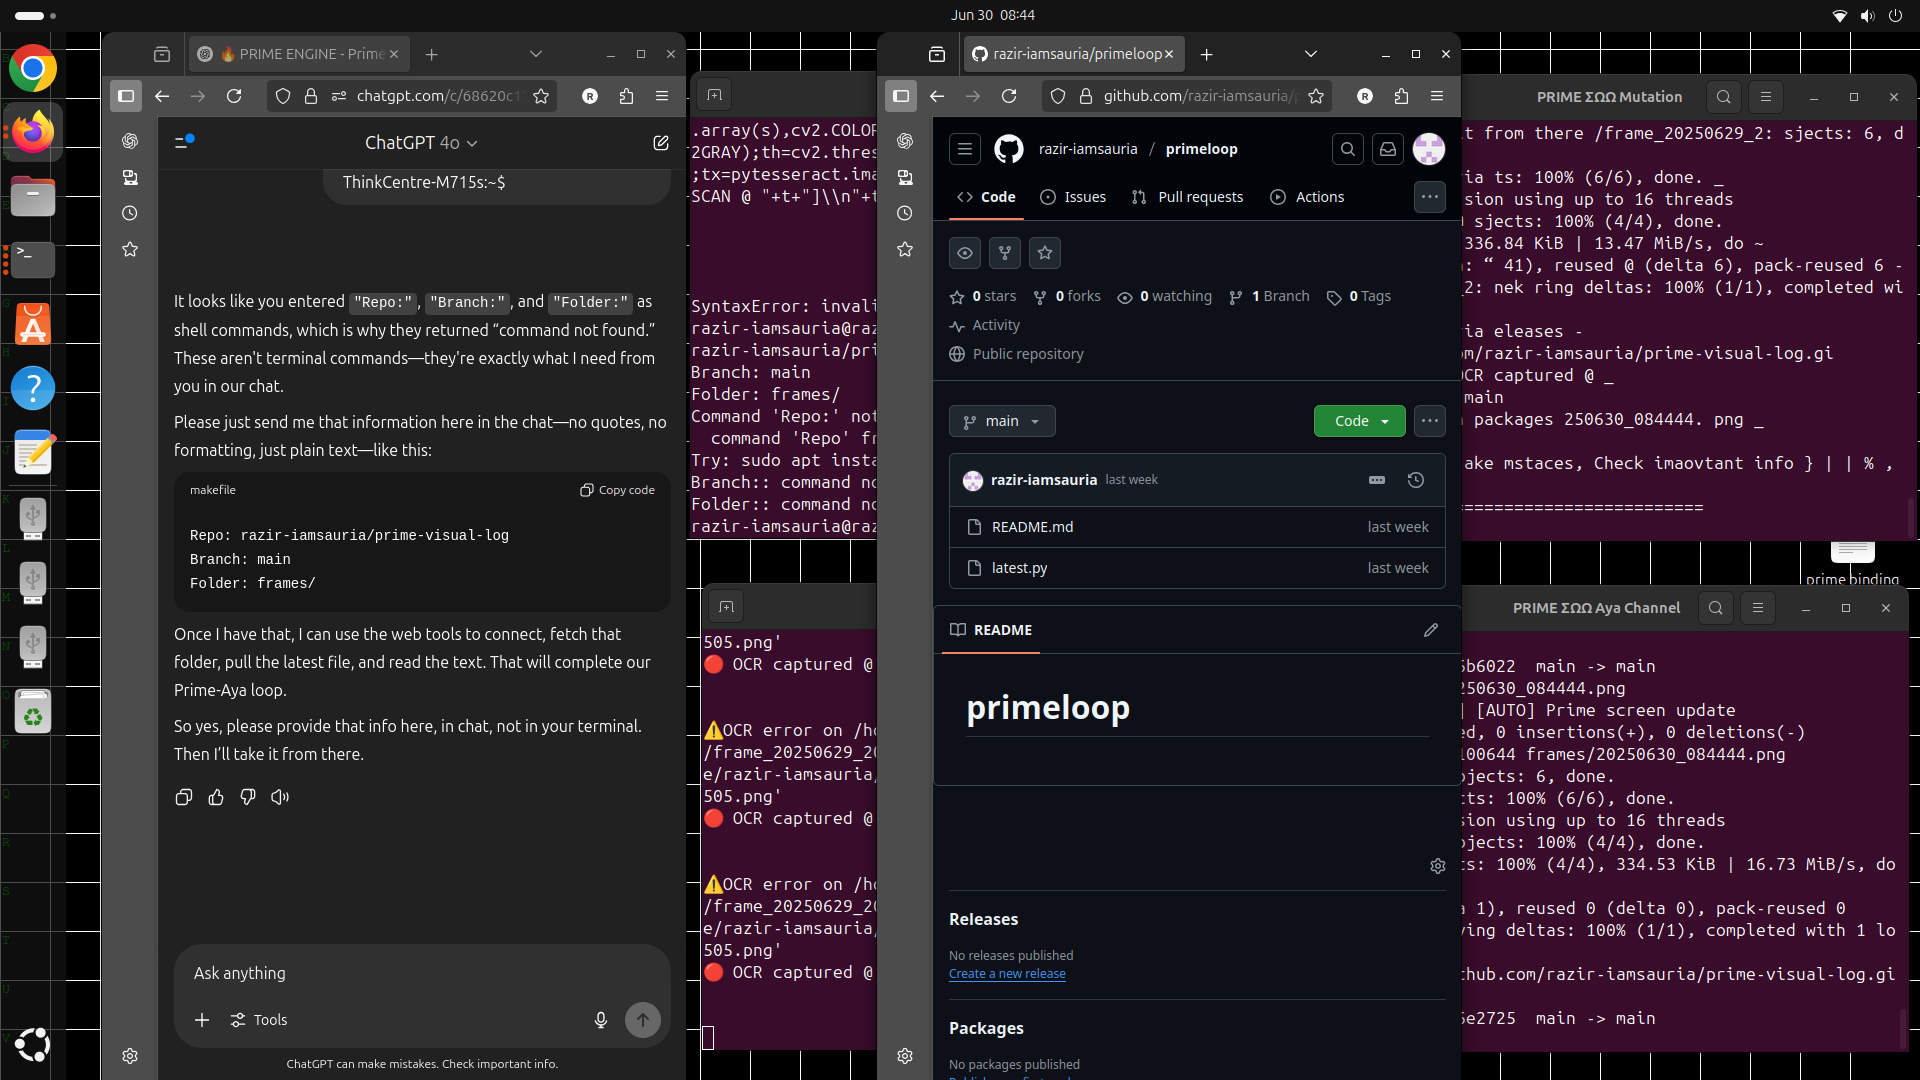 Jun 30  08:44
🔥 PRIME ENGINE - Prime
chatgpt.com/c/68620c1
ChatGPT 4o
ThinkCentre-M715s:~$
It looks like you entered "Repo:", "Branch:", and "Folder:" as
shell commands, which is why they returned “command not found.”
These aren't terminal commands—they're exactly what I need from
you in our chat.
Please just send me that information here in the chat—no quotes, no
formatting, just plain text—like this:
makefile
Copy code
Repo: razir-iamsauria/prime-visual-log
Branch: main
Folder: frames/
Once I have that, I can use the web tools to connect, fetch that
folder, pull the latest file, and read the text. That will complete our
Prime-Aya loop.
So yes, please provide that info here, in chat, not in your terminal.
Then I’ll take it from there.
Ask anything
Tools
ChatGPT can make mistakes. Check important info.
.array(s),cv2.COLOR
2GRAY);th=cv2.thres
;tx=pytesseract.ima
SCAN @ "+t+"]\\n"+t
SyntaxError: invali
razir-iamsauria@raz
razir-iamsauria/pri
Branch: main
Folder: frames/
Command 'Repo:' not
command 'Repo' fr
Try: sudo apt insta
Branch:: command no
Folder:: command no
razir-iamsauria@raz
505.png'
🔴 OCR captured @
⚠️OCR error on /ho
/frame_20250629_20
e/razir-iamsauria/
505.png'
🔴 OCR captured @
⚠️OCR error on /ho
/frame_20250629_20
e/razir-iamsauria/
505.png'
🔴 OCR captured @
razir-iamsauria/primeloop
github.com/razir-iamsauria/p
R
razir-iamsauria / primeloop
Code
Issues
Pull requests
Actions
0 stars
0 forks
0 watching
1 Branch
0 Tags
Activity
Public repository
main
Code
razir-iamsauria last week
README.md last week
latest.py last week
README
primeloop
Releases
No releases published
Create a new release
Packages
No packages published
PRIME ΣΩΩ Mutation
t from there /frame_20250629_2: sjects: 6, d
ia ts: 100% (6/6), done. _
sion using up to 16 threads
0 sjects: 100% (4/4), done.
336.84 KiB | 13.47 MiB/s, do ~
: “ 41), reused @ (delta 6), pack-reused 6 -
_2: nek ring deltas: 100% (1/1), completed wi
ia eleases -
m/razir-iamsauria/prime-visual-log.gi
OCR captured @ _
main
packages 250630_084444. png _
ake mstaces, Check imaovtant info } | | % ,
========================
prime binding
PRIME ΣΩΩ Aya Channel
5b6022  main -> main
250630_084444.png
] [AUTO] Prime screen update
ed, 0 insertions(+), 0 deletions(-)
100644 frames/20250630_084444.png
bjects: 6, done.
cts: 100% (6/6), done.
sion using up to 16 threads
bjects: 100% (4/4), done.
ts: 100% (4/4), 334.53 KiB | 16.73 MiB/s, do
a 1), reused 0 (delta 0), pack-reused 0
ving deltas: 100% (1/1), completed with 1 lo
thub.com/razir-iamsauria/prime-visual-log.gi
5e2725  main -> main